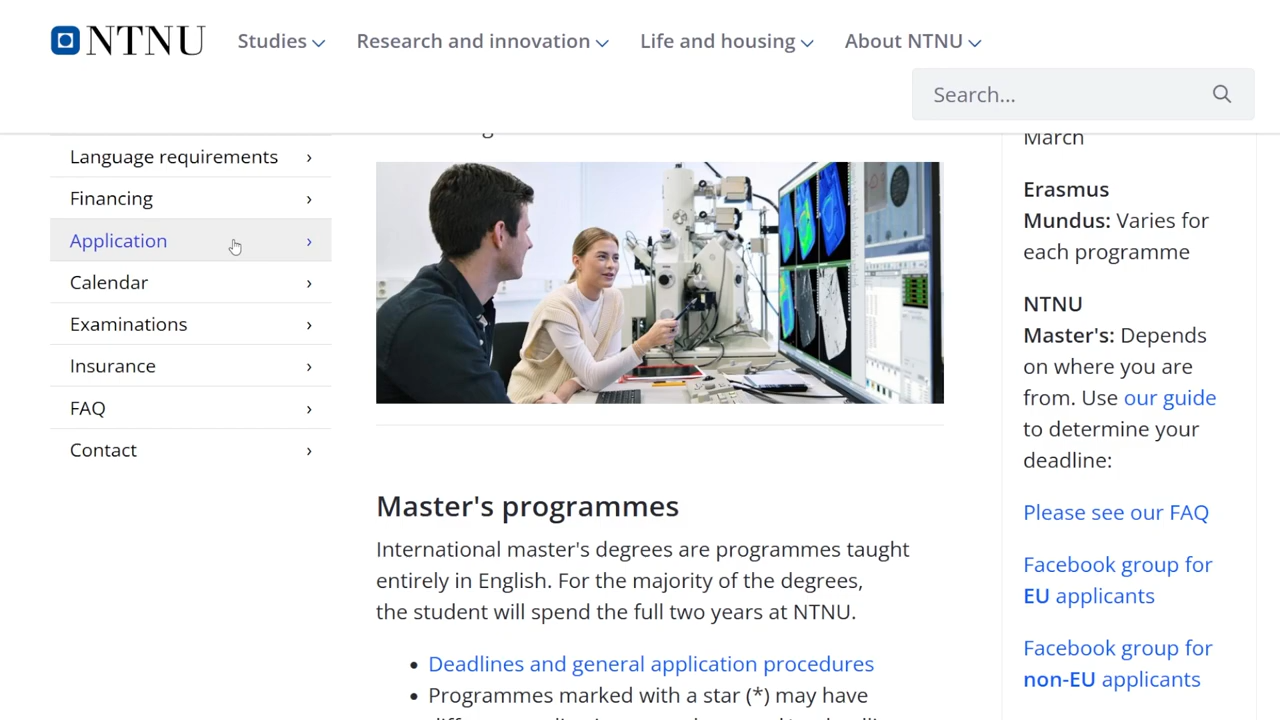 NTNU
Studies
Research and innovation
Life and housing
About NTNU
Search...
Language requirements
Financing
Application
Calendar
Examinations
Insurance
FAQ
Contact
Master's programmes
International master's degrees are programmes taught
entirely in English. For the majority of the degrees,
the student will spend the full two years at NTNU.
• Deadlines and general application procedures
• Programmes marked with a star (*) may have
March
Erasmus
Mundus: Varies for
each programme
NTNU
Master's: Depends
on where you are
from. Use our guide
to determine your
deadline:
Please see our FAQ
Facebook group for
EU applicants
Facebook group for
non-EU applicants